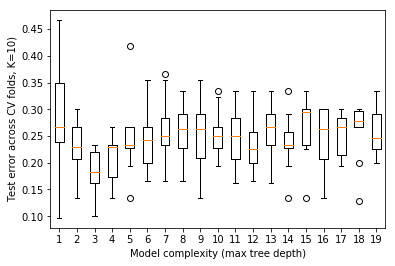 Test error across CV folds, K=10)
0.45
0.40
0.35
0.30
0.25
0.20
0.15
0.10
1 2 3 4 5 6 7 8 9 10 11 12 13 14 15 16 17 18 19
Model complexity (max tree depth)